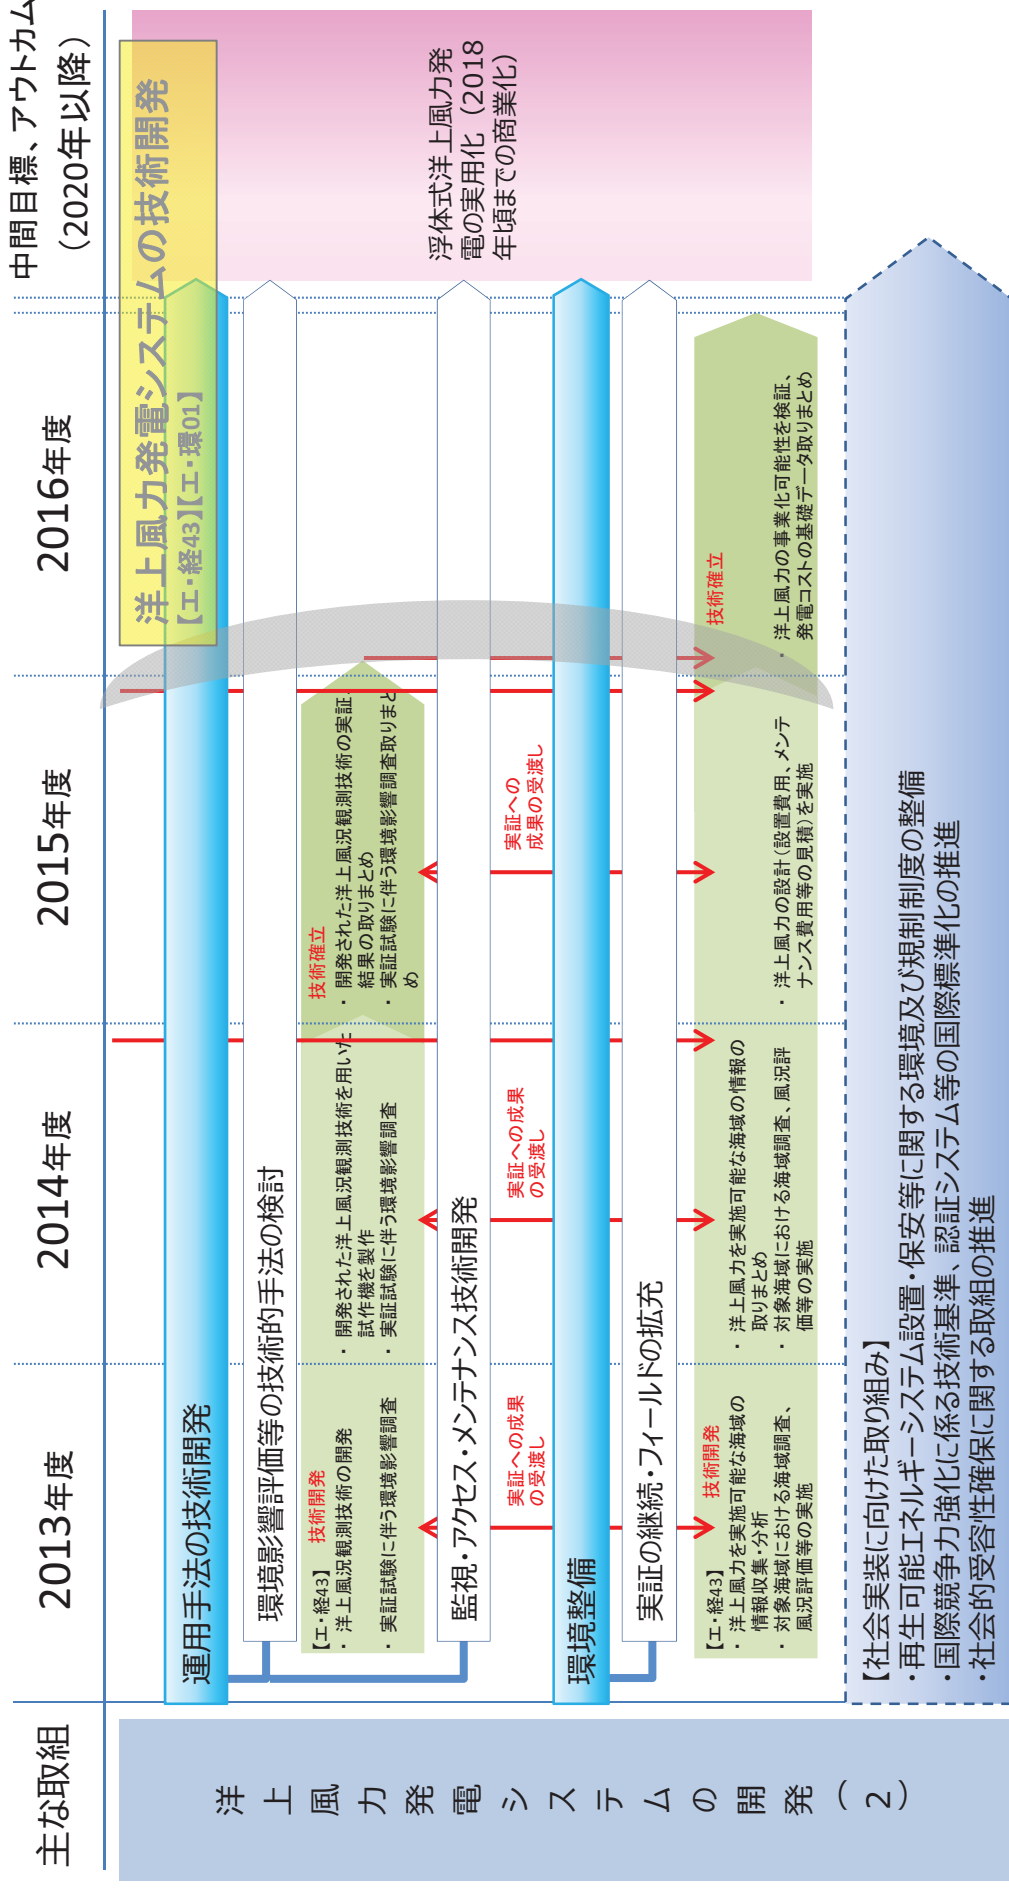 主な取組
2013年度
2014年度
2015年度
2016年度
中間目標、アウトカム
（2020年以降）
洋上風力発電システムの技術開発
【エ・経43】【エ・環01】
洋上風力発電システムの開発（2）
運用手法の技術開発
環境影響評価等の技術的手法の検討
【エ・経43】
技術開発
・ 洋上風況観測技術の開発
・ 実証試験に伴う環境影響調査
・ 開発された洋上風況観測技術を用いた
試作機を製作
・ 実証試験に伴う環境影響調査
技術確立
・ 開発された洋上風況観測技術の実証、
結果の取りまとめ
・ 実証試験に伴う環境影響調査取りまと
め
監視・アクセス・メンテナンス技術開発
実証への成果
の受渡し
実証への成果
の受渡し
実証への
成果の受渡し
環境整備
実証の継続・フィールドの拡充
【エ・経43】
技術開発
・ 洋上風力を実施可能な海域の
情報収集・分析
・ 対象海域における海域調査、
風況評価等の実施
・ 洋上風力を実施可能な海域の情報の
取りまとめ
・ 対象海域における海域調査、風況評
価等の実施
・ 洋上風力の設計（設置費用、メンテ
ナンス費用等の見積）を実施
技術確立
・ 洋上風力の事業化可能性を検証、
発電コストの基礎データ取りまとめ
浮体式洋上風力発
電の実用化（2018
年頃までの商業化）
【社会実装に向けた取り組み】
・再生可能エネルギーシステム設置・保安等に関する環境及び規制制度の整備
・国際競争力強化に係る技術基準、認証システム等の国際標準化の推進
・社会的受容性確保に関する取組の推進